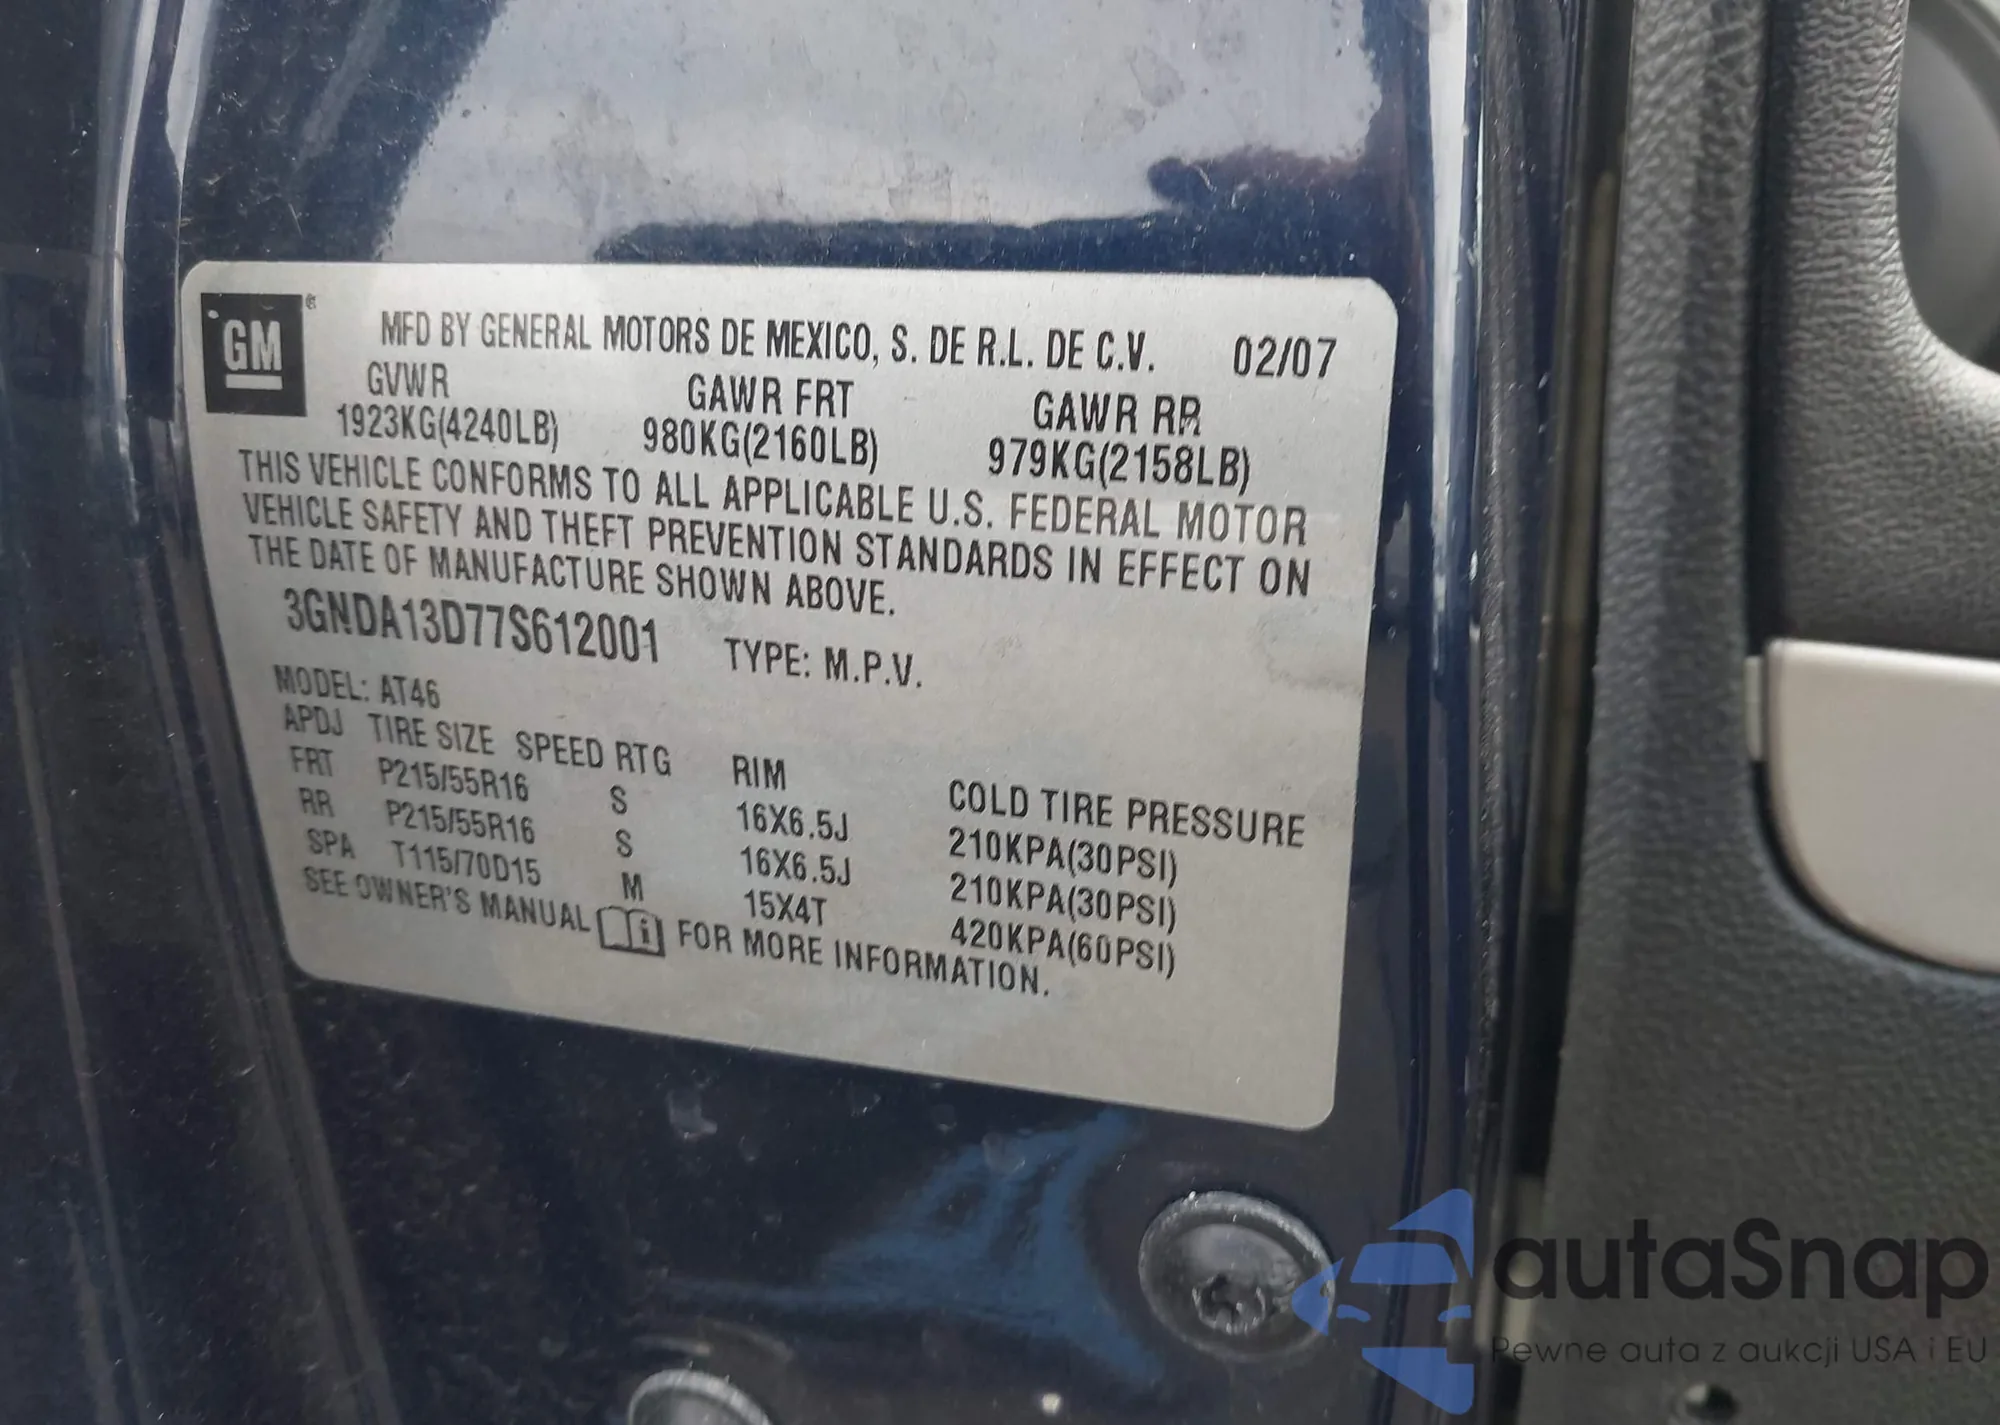 GM ®
MFD BY GENERAL MOTORS DE MEXICO, S. DE R.L. DE C.V. 02/07
GVWR GAWR FRT GAWR RR
1923KG(4240LB) 980KG(2160LB) 979KG(2158LB)
THIS VEHICLE CONFORMS TO ALL APPLICABLE U.S. FEDERAL MOTOR
VEHICLE SAFETY AND THEFT PREVENTION STANDARDS IN EFFECT ON
THE DATE OF MANUFACTURE SHOWN ABOVE.
3GNDA13D77S612001 TYPE: M.P.V.
MODEL: AT46
APDJ TIRE SIZE SPEED RTG RIM COLD TIRE PRESSURE
FRT P215/55R16 S 16X6.5J 210KPA(30PSI)
RR P215/55R16 S 16X6.5J 210KPA(30PSI)
SPA T115/70D15 M 15X4T 420KPA(60PSI)
SEE OWNER'S MANUAL i FOR MORE INFORMATION.
autaSnap
Pewne auta z aukcji USA i EU